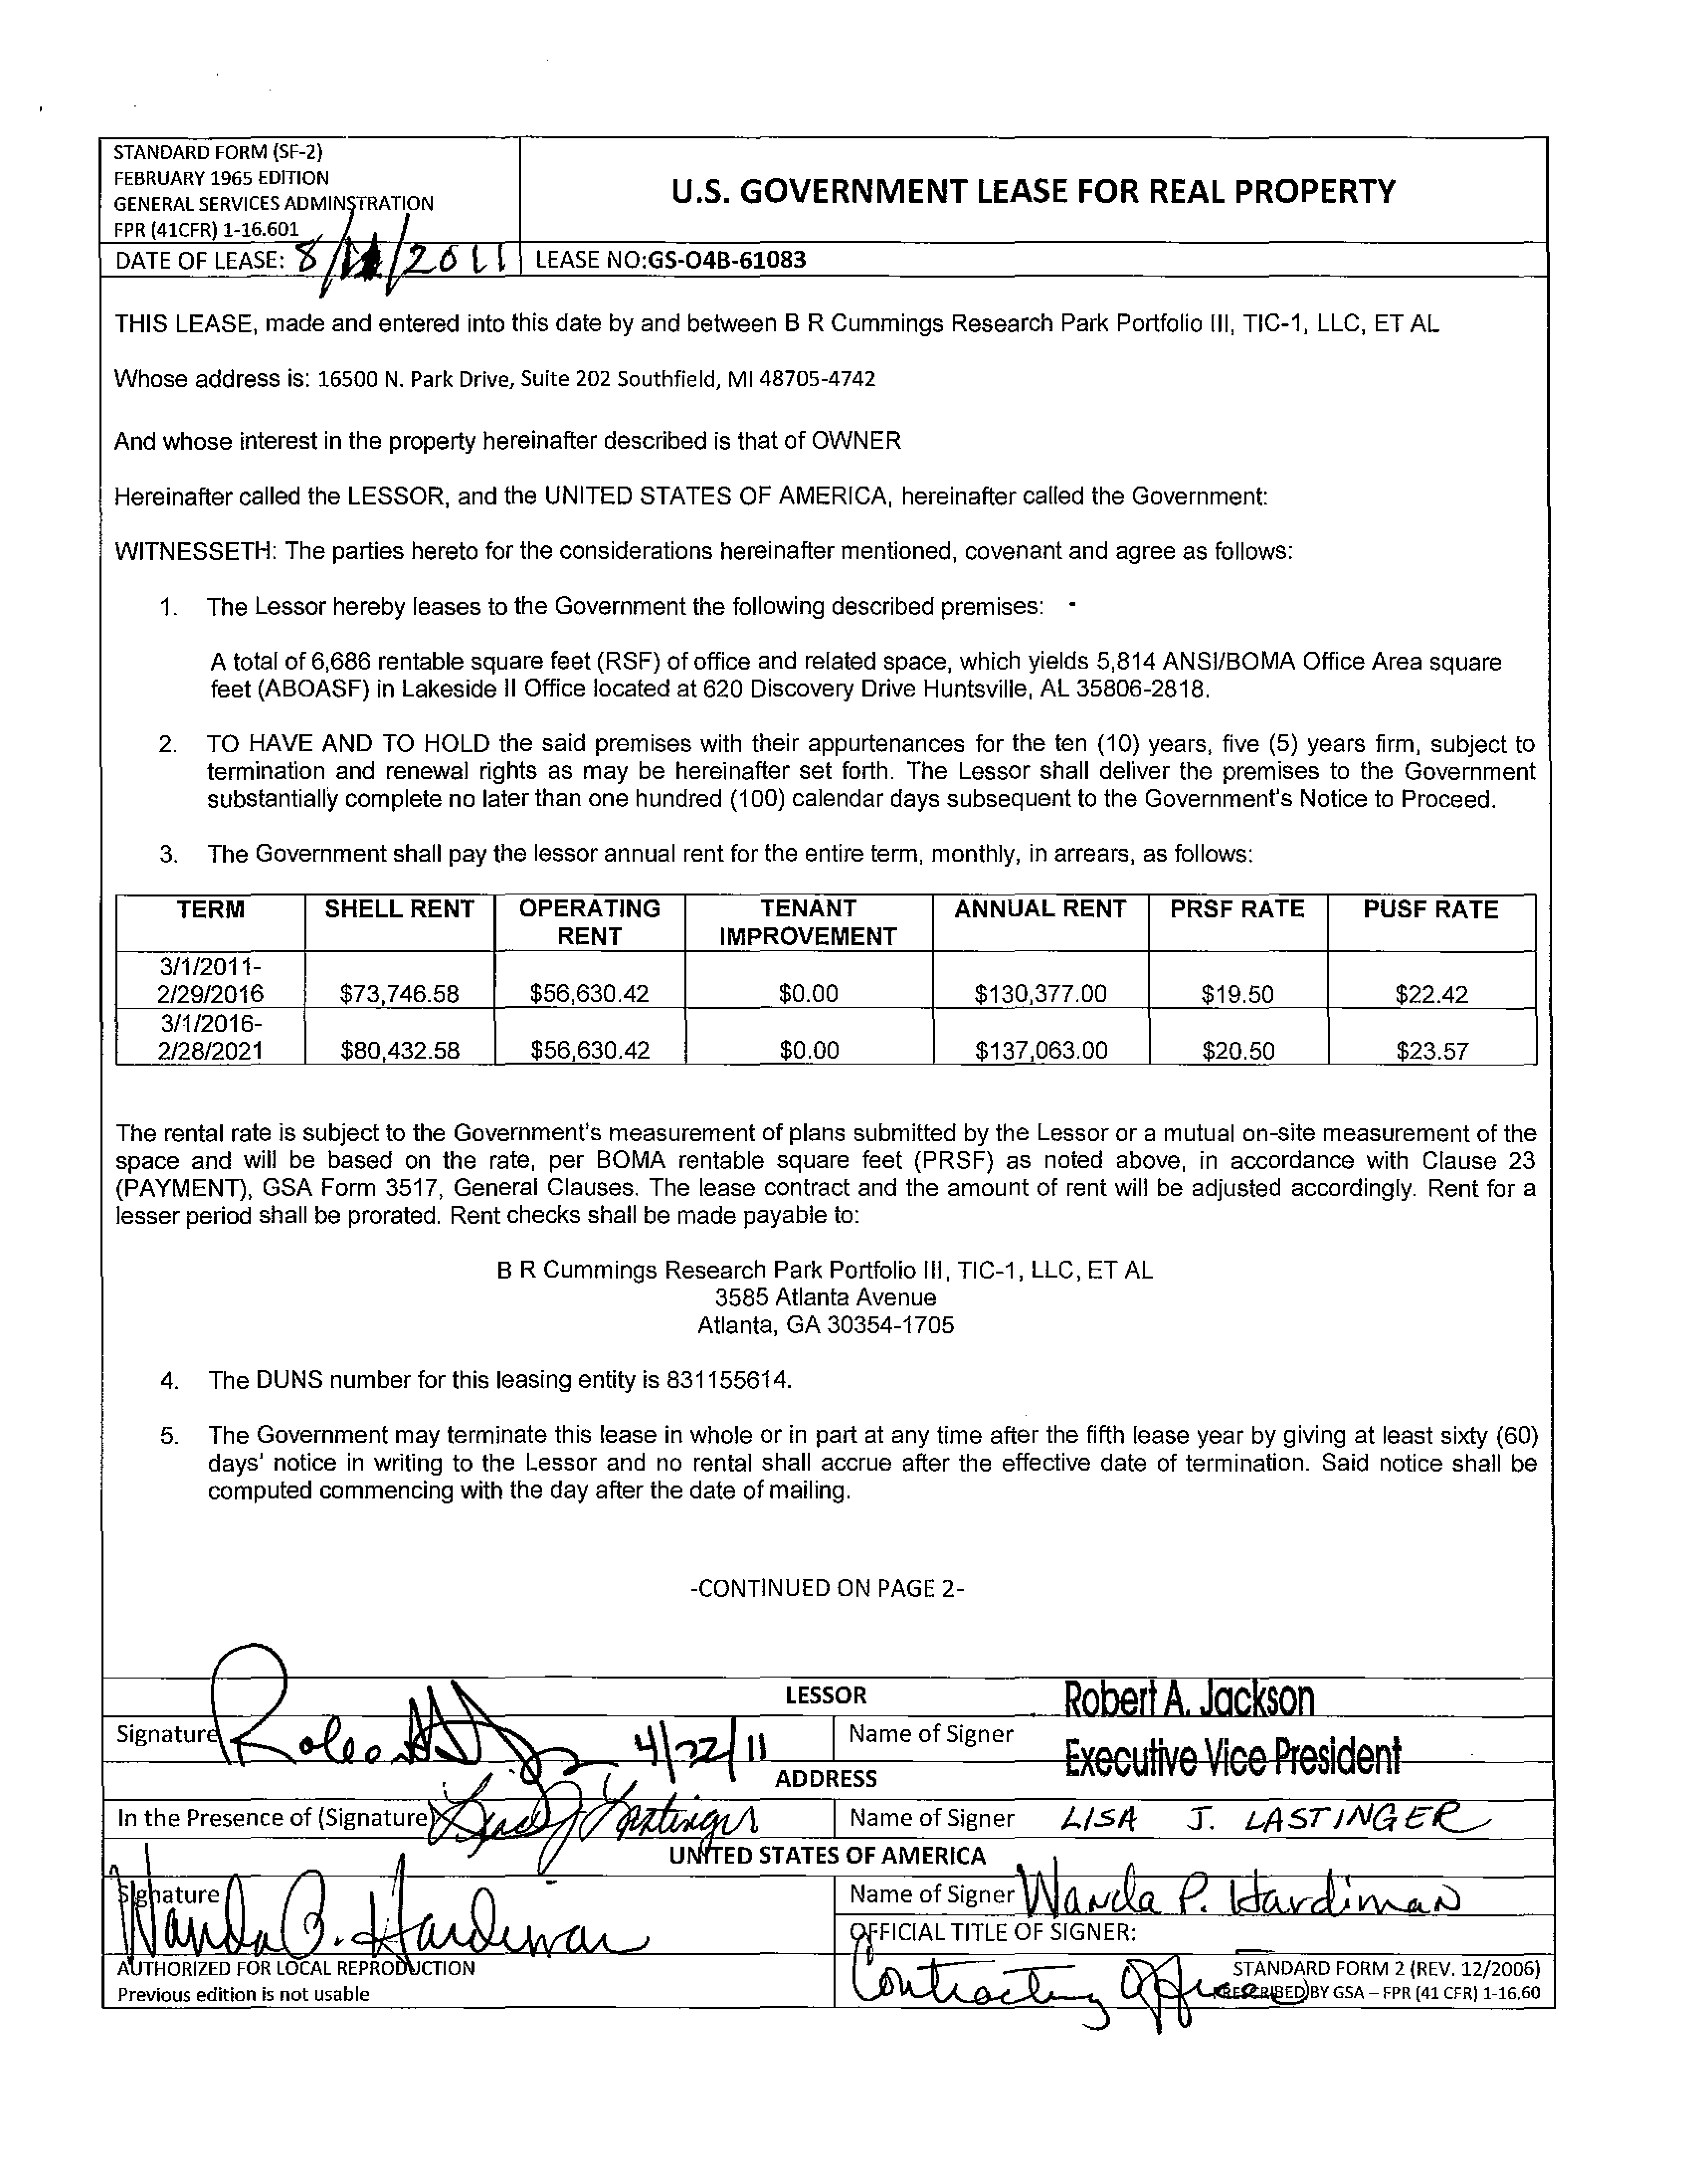 STANDARD FORM (SF-2)
FEBRUARY 1965 EDITION
GENERAL SERVICES ADMINSTRATION
FPR (41CFR) 1-16.601
U.S. GOVERNMENT LEASE FOR REAL PROPERTY
DATE OF LEASE: 8/ /2011 LEASE NO:GS-O4B-61083
THIS LEASE, made and entered into this date by and between B R Cummings Research Park Portfolio III, TIC-1, LLC, ET AL
Whose address is: 16500 N. Park Drive, Suite 202 Southfield, MI 48705-4742
And whose interest in the property hereinafter described is that of OWNER
Hereinafter called the LESSOR, and the UNITED STATES OF AMERICA, hereinafter called the Government:
WITNESSETH: The parties hereto for the considerations hereinafter mentioned, covenant and agree as follows:
1. The Lessor hereby leases to the Government the following described premises:
A total of 6,686 rentable square feet (RSF) of office and related space, which yields 5,814 ANSI/BOMA Office Area square
feet (ABOASF) in Lakeside II Office located at 620 Discovery Drive Huntsville, AL 35806-2818.
2. TO HAVE AND TO HOLD the said premises with their appurtenances for the ten (10) years, five (5) years firm, subject to
termination and renewal rights as may be hereinafter set forth. The Lessor shall deliver the premises to the Government
substantially complete no later than one hundred (100) calendar days subsequent to the Government's Notice to Proceed.
3. The Government shall pay the lessor annual rent for the entire term, monthly, in arrears, as follows:
TERM SHELL RENT OPERATING TENANT ANNUAL RENT PRSF RATE PUSF RATE
RENT IMPROVEMENT
3/1/2011-
2/29/2016 $73,746.58 $56,630.42 $0.00 $130,377.00 $19.50 $22.42
3/1/2016-
2/28/2021 $80,432.58 $56,630.42 $0.00 $137,063.00 $20.50 $23.57
The rental rate is subject to the Government's measurement of plans submitted by the Lessor or a mutual on-site measurement of the
space and will be based on the rate, per BOMA rentable square feet (PRSF) as noted above, in accordance with Clause 23
(PAYMENT), GSA Form 3517, General Clauses. The lease contract and the amount of rent will be adjusted accordingly. Rent for a
lesser period shall be prorated. Rent checks shall be made payable to:
B R Cummings Research Park Portfolio III, TIC-1, LLC, ET AL
3585 Atlanta Avenue
Atlanta, GA 30354-1705
4. The DUNS number for this leasing entity is 831155614.
5. The Government may terminate this lease in whole or in part at any time after the fifth lease year by giving at least sixty (60)
days' notice in writing to the Lessor and no rental shall accrue after the effective date of termination. Said notice shall be
computed commencing with the day after the date of mailing.
-CONTINUED ON PAGE 2-
LESSOR
Robert A. Jackson
Signature 4/22/11 Name of Signer
Executive Vice President
ADDRESS
In the Presence of (Signature) Name of Signer LISA J. LASTINGER
UNITED STATES OF AMERICA
Signature Wanda P. Hardiman Name of Signer Wanda P. Hardiman
OFFICIAL TITLE OF SIGNER:
Contracting Officer
AUTHORIZED FOR LOCAL REPRODUCTION
Previous edition is not usable
STANDARD FORM 2 (REV. 12/2006)
PRESCRIBED BY GSA – FPR (41 CFR) 1-16.60